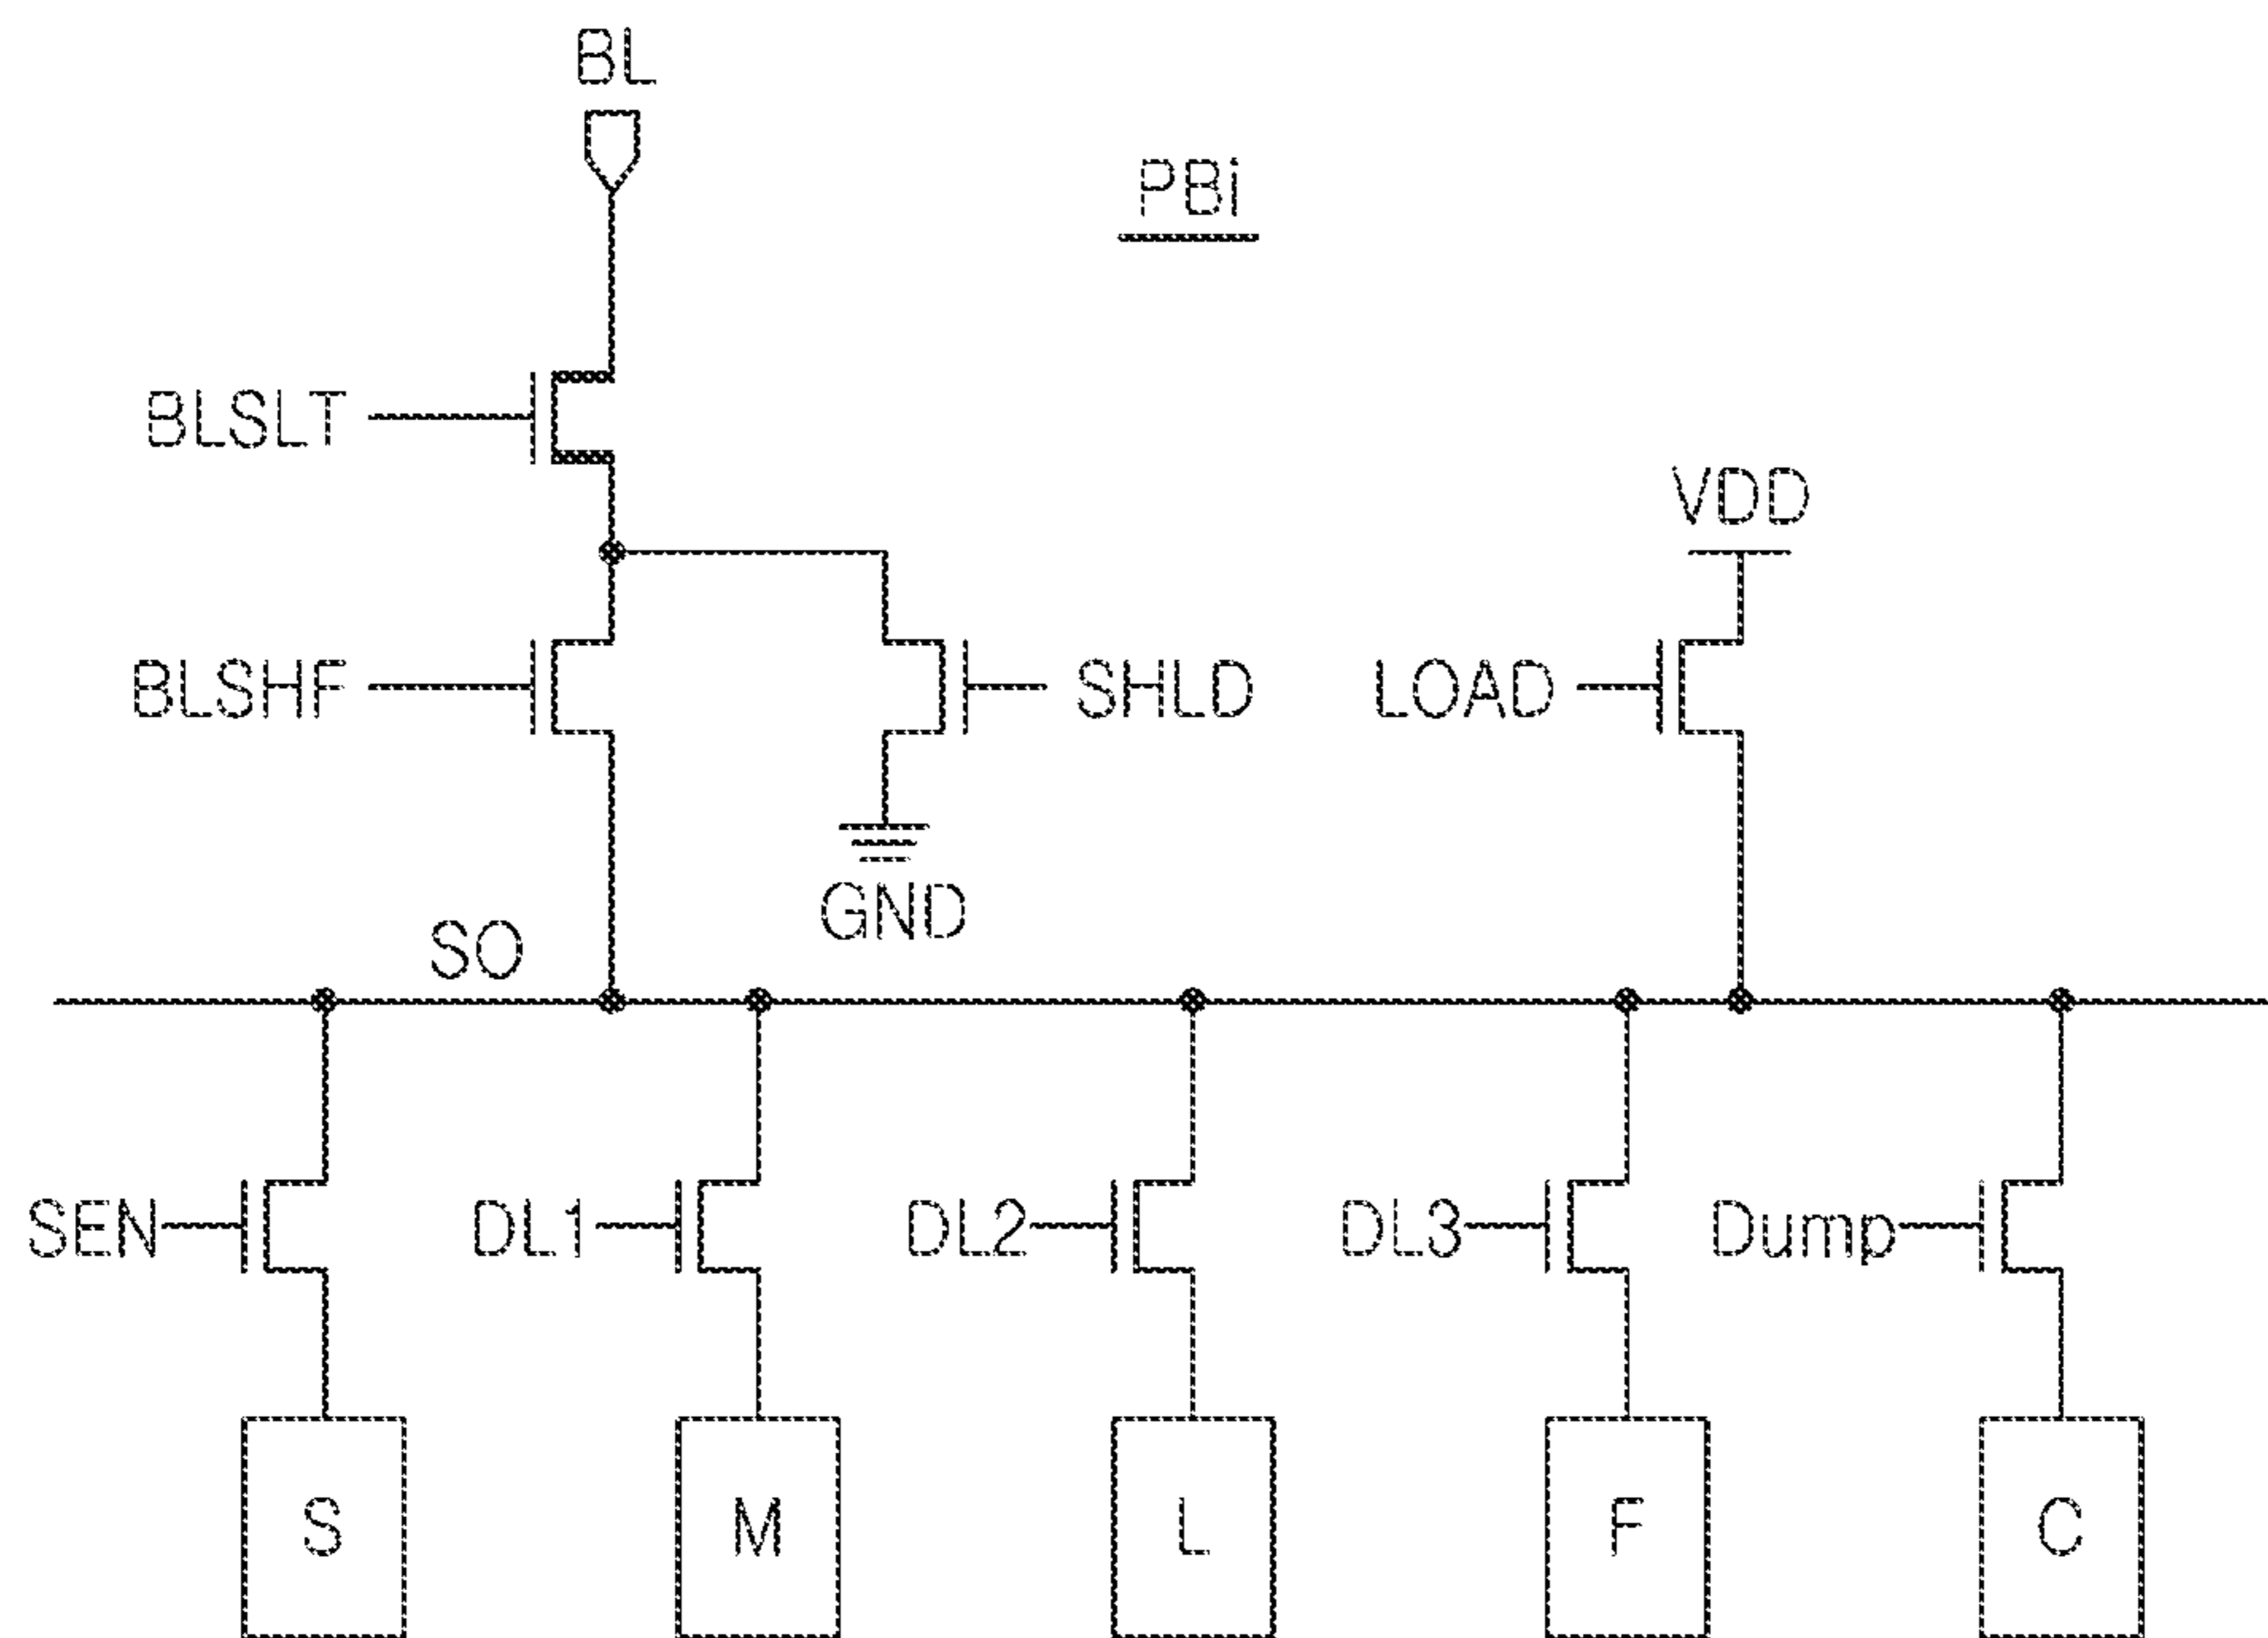 BL
PBi
BLSLT
VDD
BLSHF
SHLD
LOAD
GND
SO
SEN
DL1
DL2
DL3
Dump
S
M
L
F
C